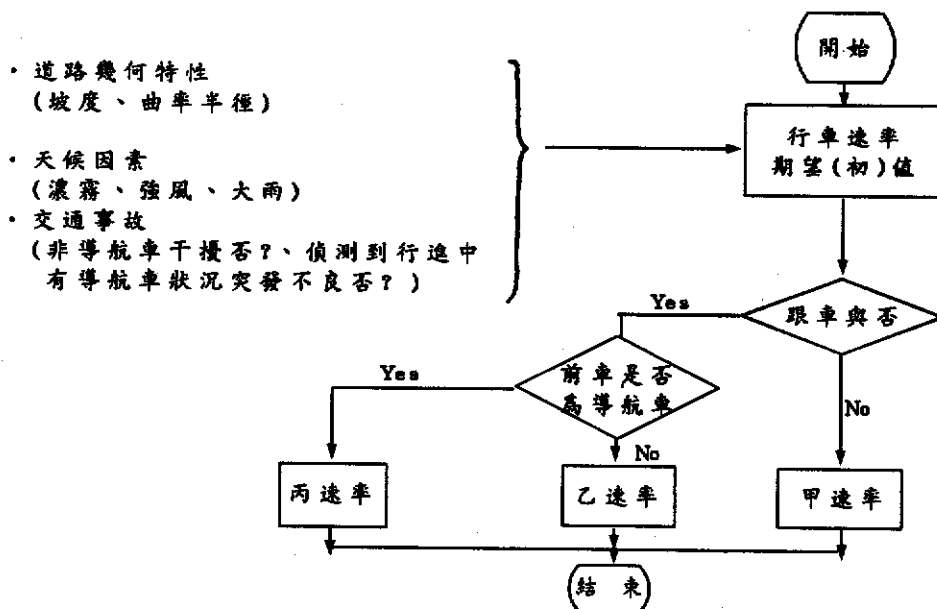 開始
・道路幾何特性
(坡度、曲率半徑)
行車速率
期望(初)值
・天候因素
(濃霧、強風、大雨)
・交通事故
(非導航車干擾否?、偵測到行進中
有導航車狀況突發不良否?)
跟車與否
Yes
前車是否
為導航車
Yes
No
No
丙速率
乙速率
甲速率
結 束